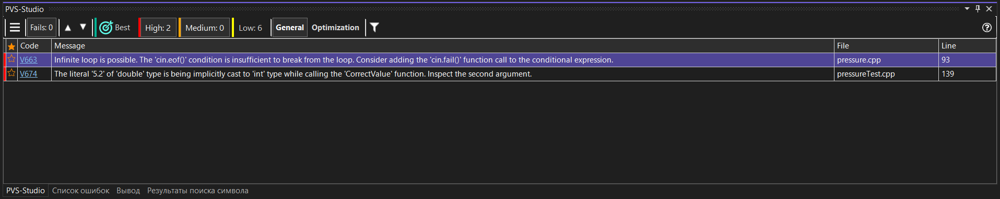 PVS-Studio
Fails: 0 Best High: 2 Medium: 0 Low: 6 General Optimization
Code Message File Line
V663 Infinite loop is possible. The 'cin.eof()' condition is insufficient to break from the loop. Consider adding the 'cin.fail()' function call to the conditional expression. pressure.cpp 93
V674 The literal '5.2' of 'double' type is being implicitly cast to 'int' type while calling the 'CorrectValue' function. Inspect the second argument. pressureTest.cpp 139
PVS-Studio Список ошибок Вывод Результаты поиска символа